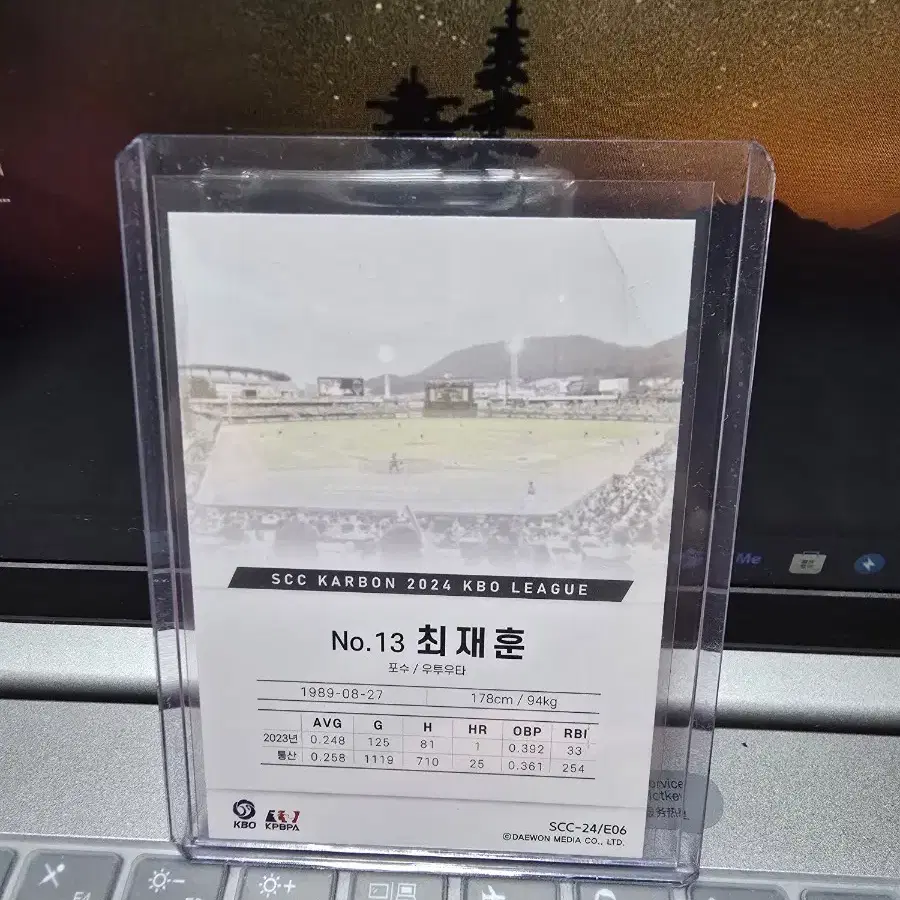 SCC KARBON 2024 KBO LEAGUE
No.13 최재훈
포수 / 우투우타
1989-08-27 178cm / 94kg
AVG G H HR OBP RBI
2023년 0.248 125 81 1 0.392 33
통산 0.258 1119 710 25 0.361 254
KBO KPBPA
SCC-24/E06
©DAEWON MEDIA CO., LTD.
Me
F4